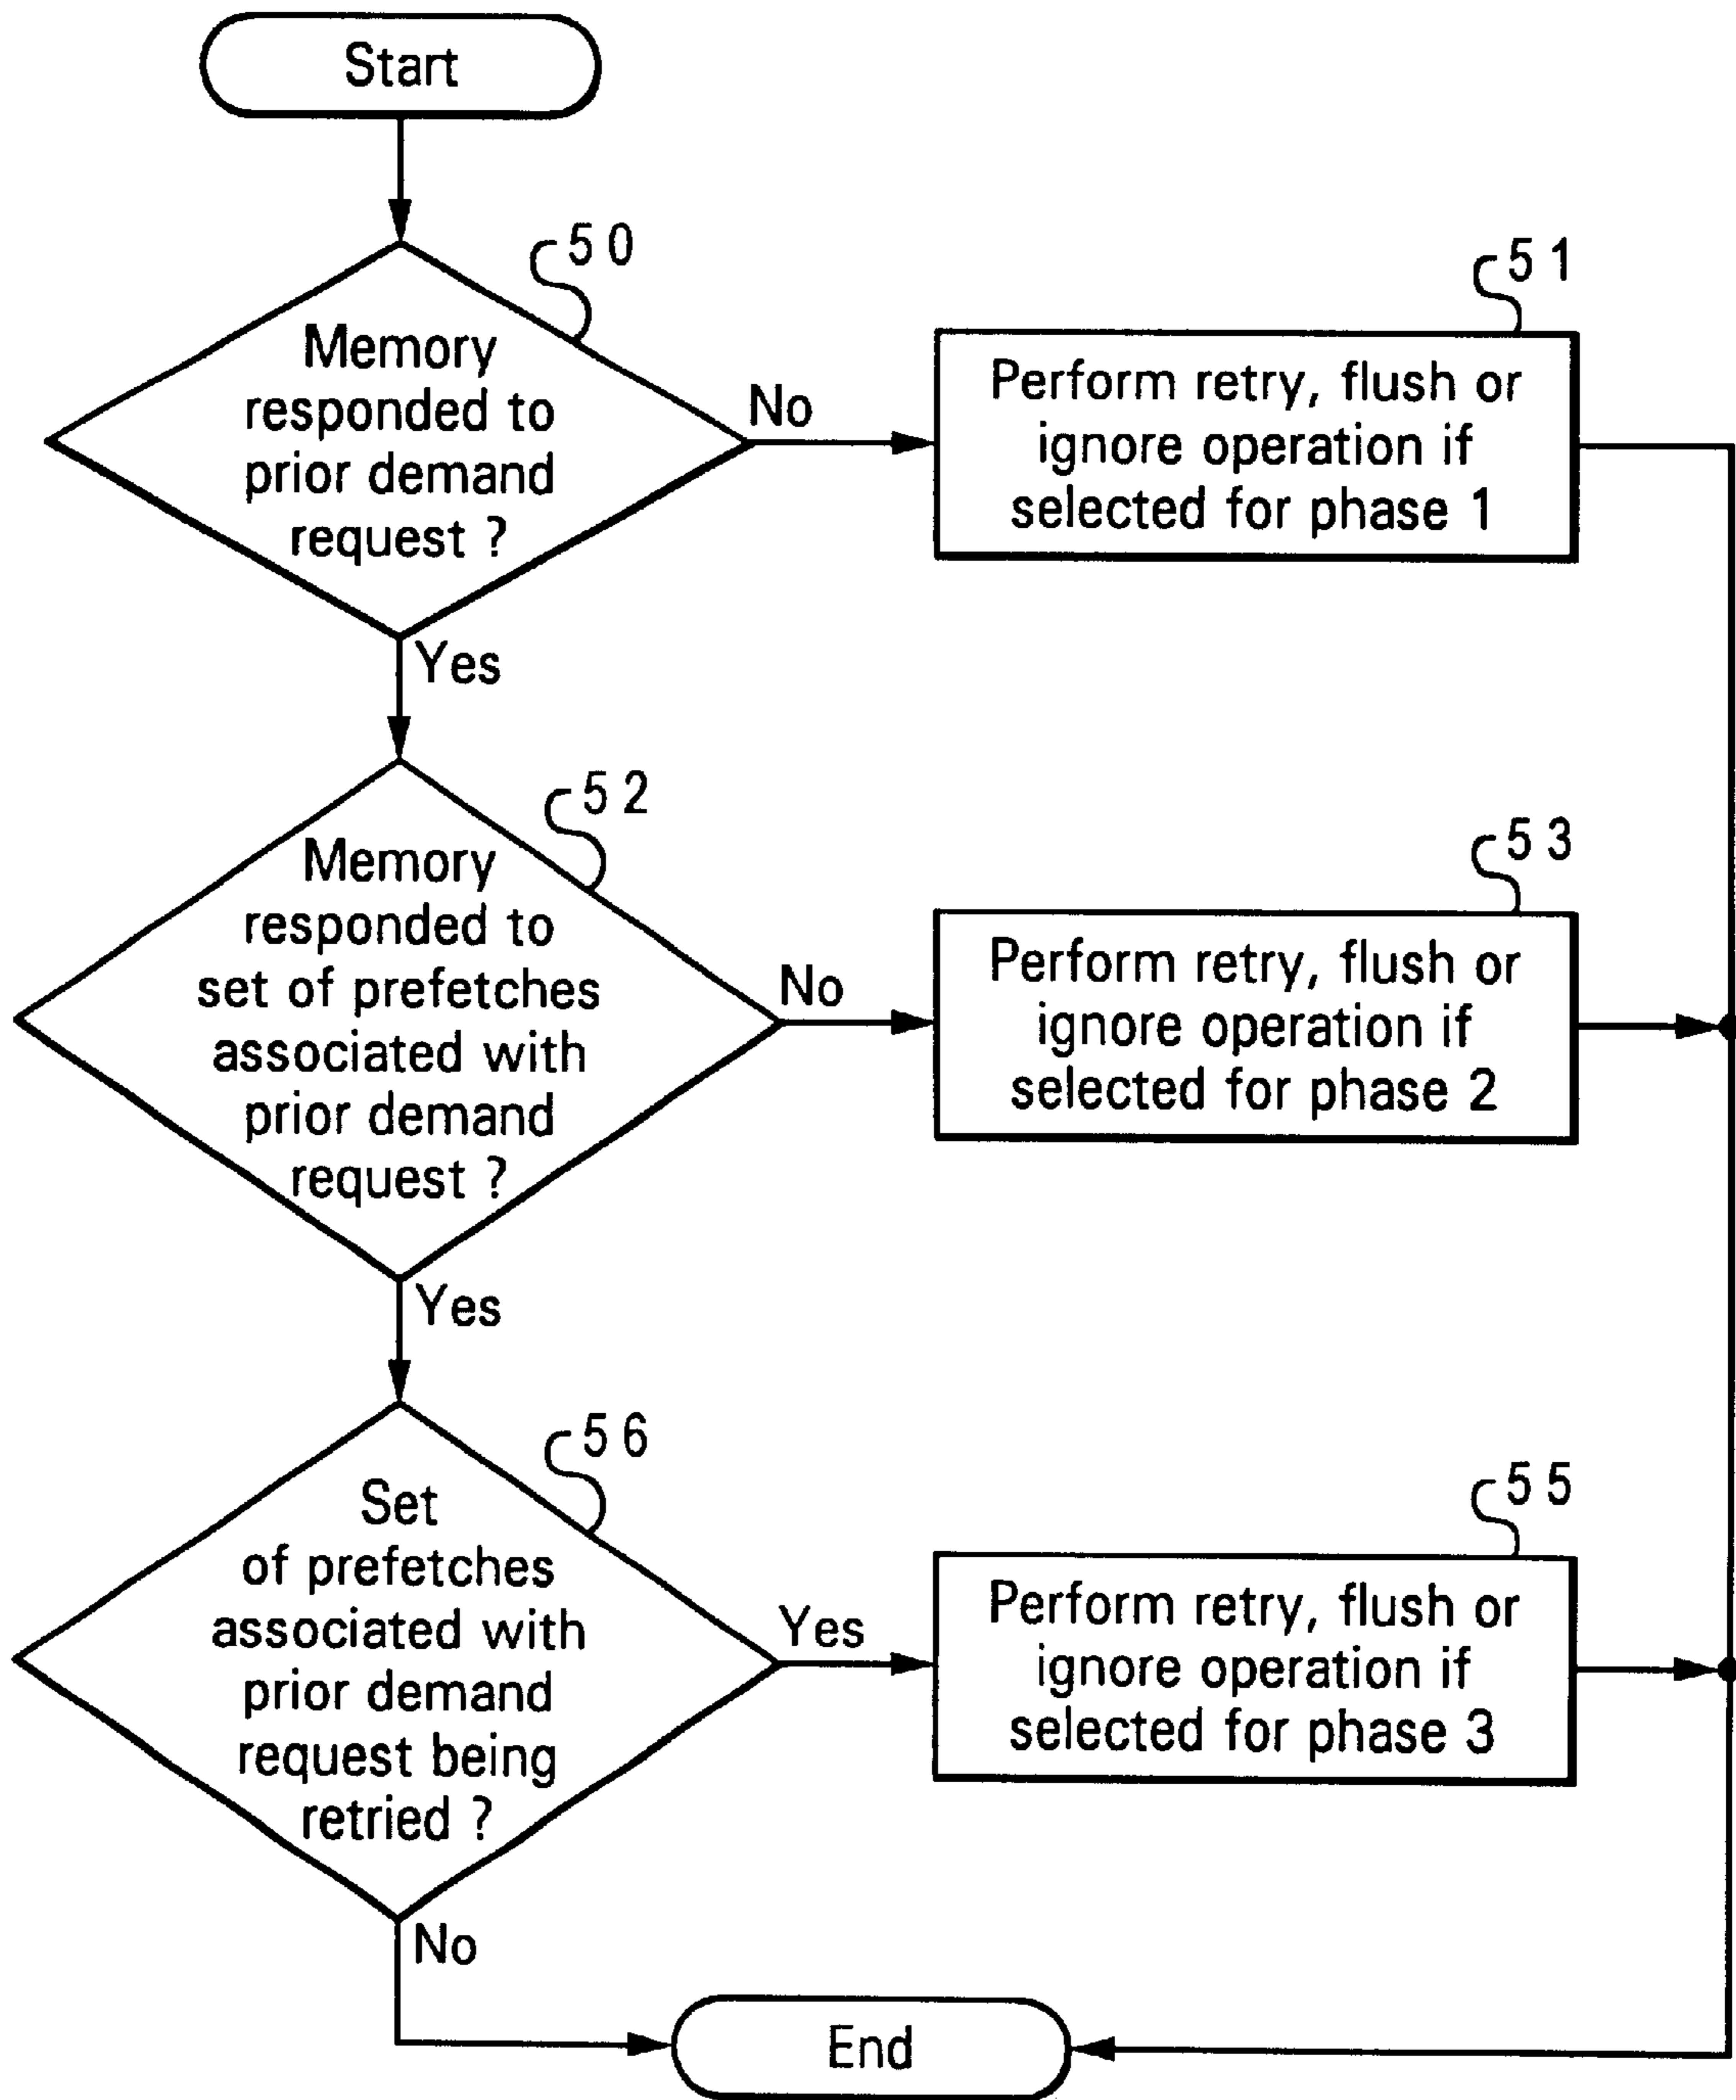 Start
50
Memory
responded to
prior demand
request ?
No
51
Perform retry, flush or
ignore operation if
selected for phase 1
Yes
52
Memory
responded to
set of prefetches
associated with
prior demand
request ?
No
53
Perform retry, flush or
ignore operation if
selected for phase 2
Yes
56
Set
of prefetches
associated with
prior demand
request being
retried ?
Yes
55
Perform retry, flush or
ignore operation if
selected for phase 3
No
End